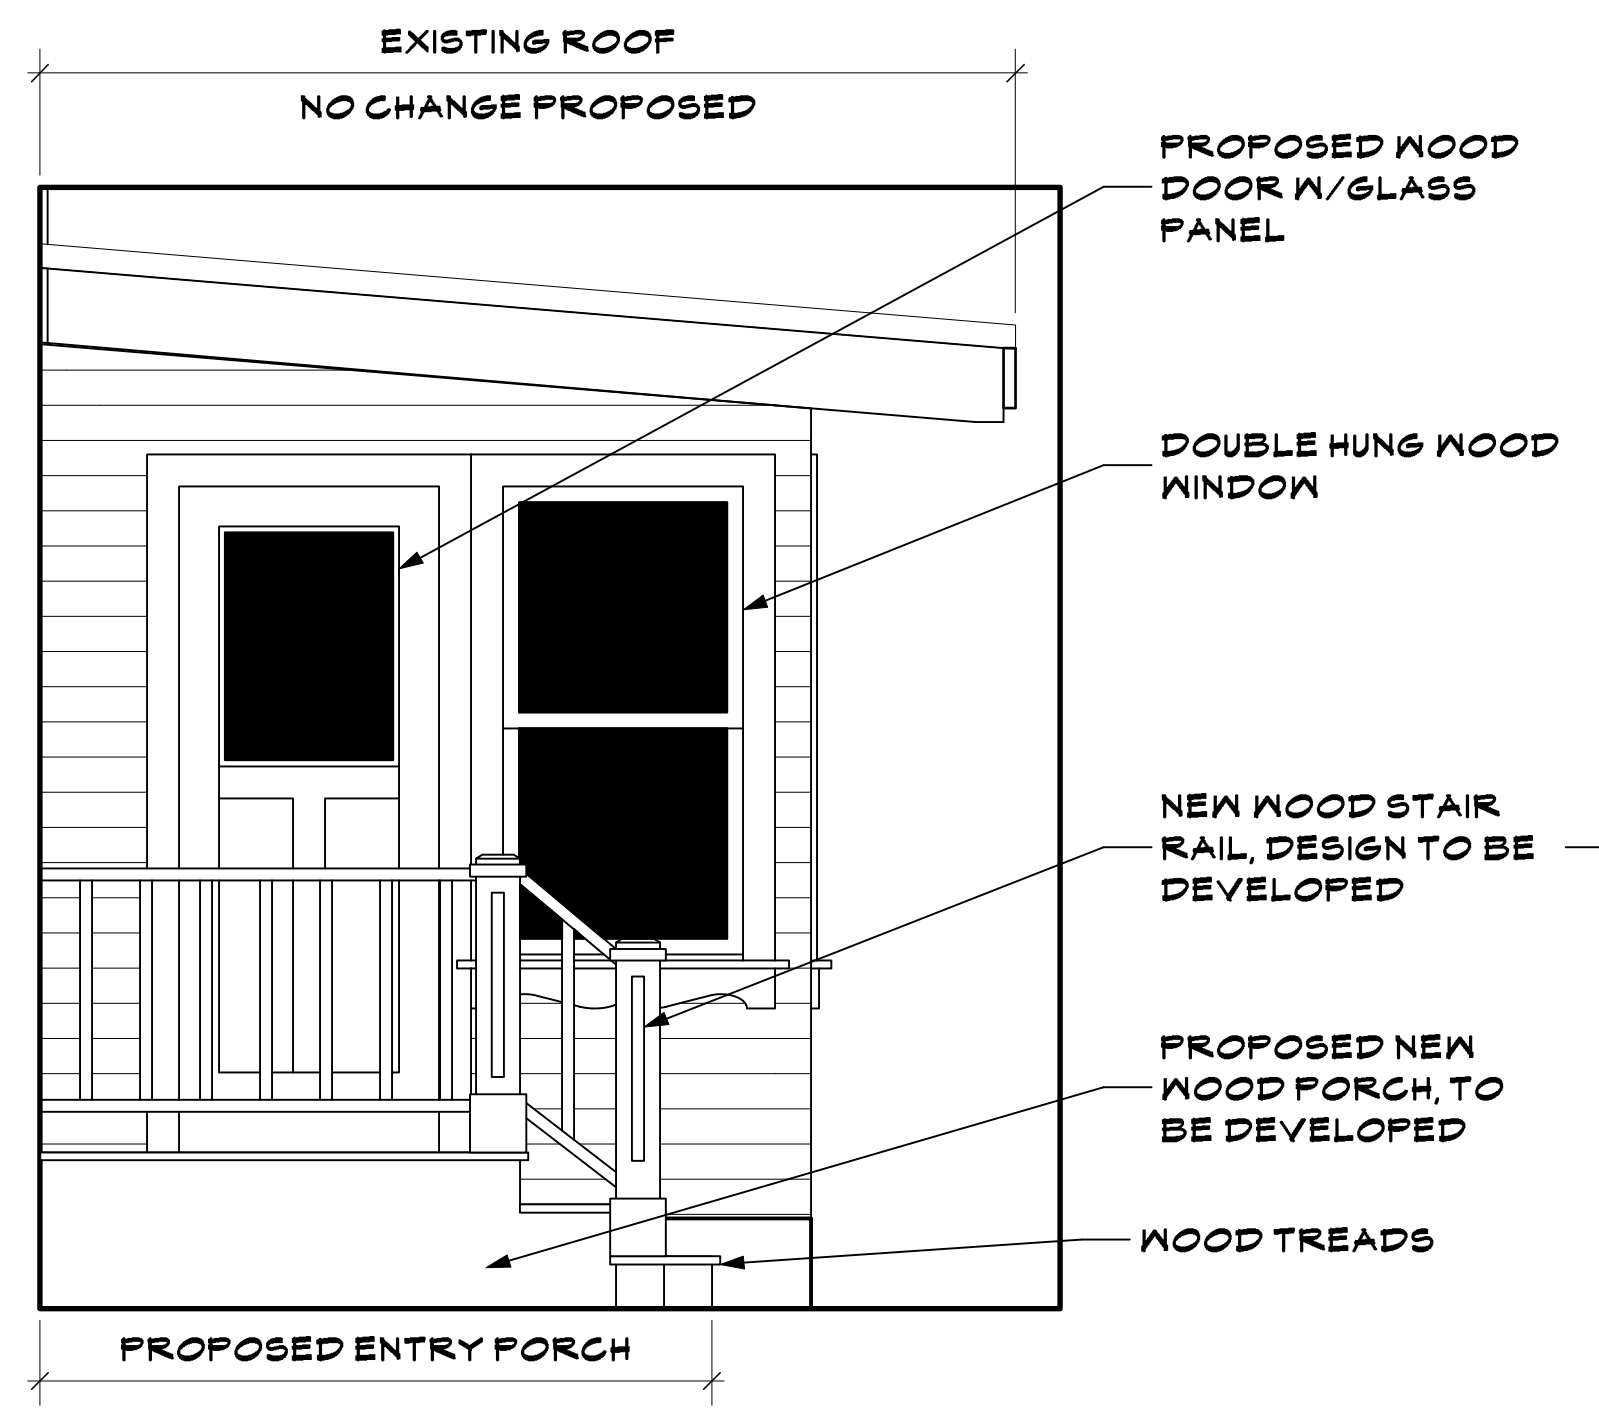 EXISTING ROOF
NO CHANGE PROPOSED
PROPOSED WOOD
DOOR W/GLASS
PANEL
DOUBLE HUNG WOOD
WINDOW
NEW WOOD STAIR
RAIL, DESIGN TO BE
DEVELOPED
PROPOSED NEW
WOOD PORCH, TO
BE DEVELOPED
WOOD TREADS
PROPOSED ENTRY PORCH